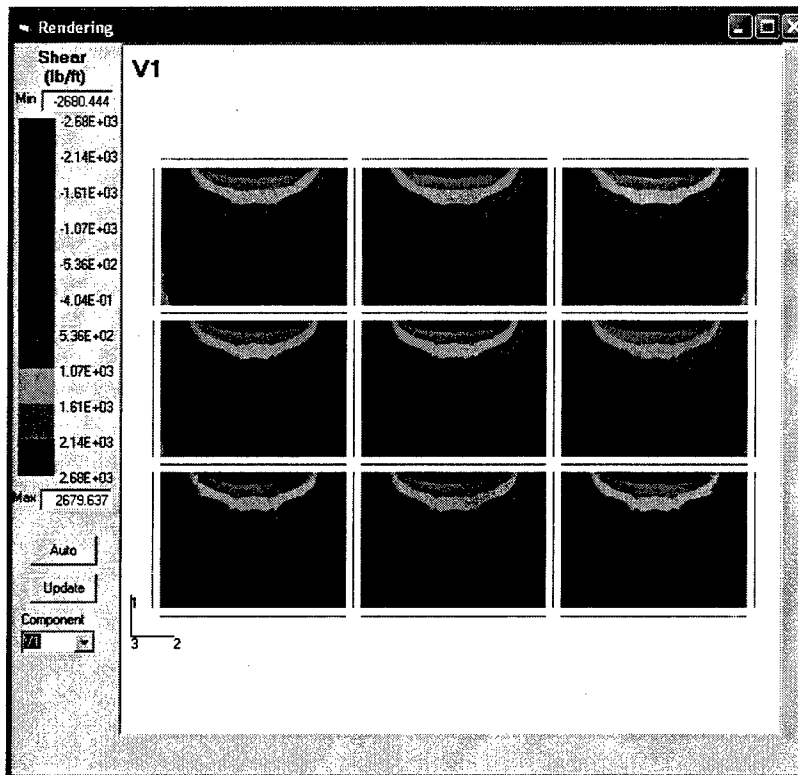 Rendering
Shear
(lb/ft)
V1
Min -2680.444
-2.68E+03
-2.14E+03
-1.61E+03
-1.07E+03
-5.36E+02
-4.04E-01
5.36E+02
1.07E+03
1.61E+03
2.14E+03
2.68E+03
Max 2679.637
Auto
Update
Component
V1
1
3 2